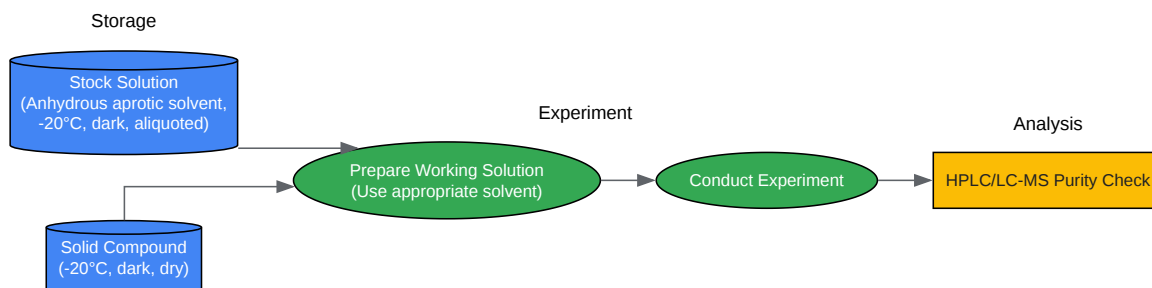 Storage
Stock Solution
(Anhydrous aprotic solvent,
-20°C, dark, aliquoted)
Solid Compound
(-20°C, dark, dry)
Experiment
Prepare Working Solution
(Use appropriate solvent)
Conduct Experiment
Analysis
HPLC/LC-MS Purity Check